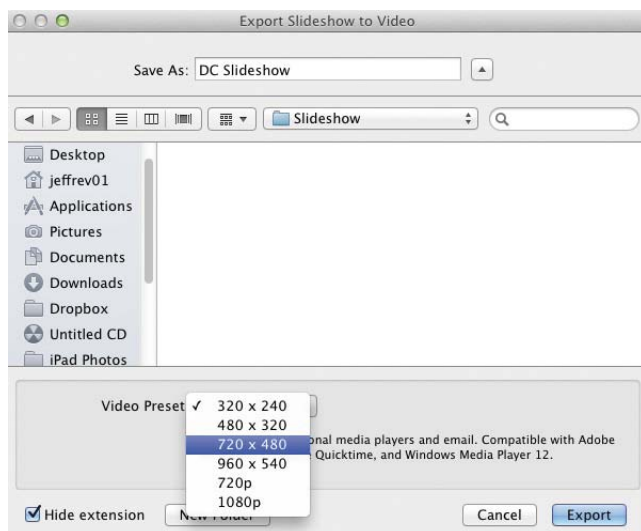 Export Slideshow to Video
Save As: DC Slideshow
Slideshow
Desktop
jeffrev01
Applications
Pictures
Documents
Downloads
Dropbox
Untitled CD
iPad Photos
Video Preset ✓ 320 x 240
480 x 320
720 x 480
onal media players and email. Compatible with Adobe
960 x 540
Quicktime, and Windows Media Player 12.
720p
1080p
Hide extension
New Folder
Cancel
Export